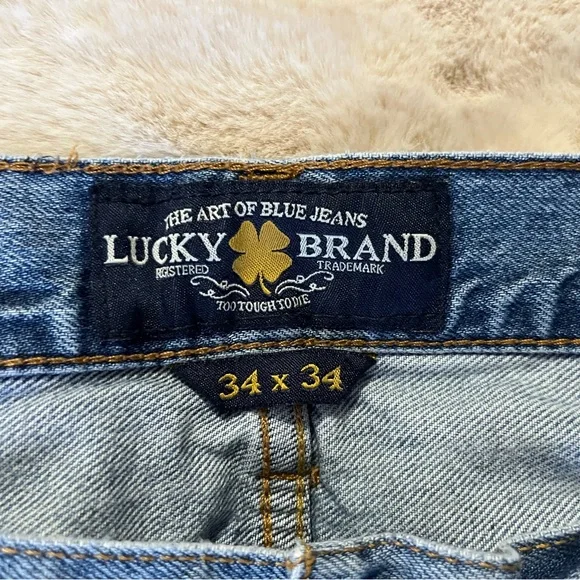 THE ART OF BLUE JEANS
LUCKY BRAND
REGISTERED TRADEMARK
TOO TOUGH TO DIE
34 x 34